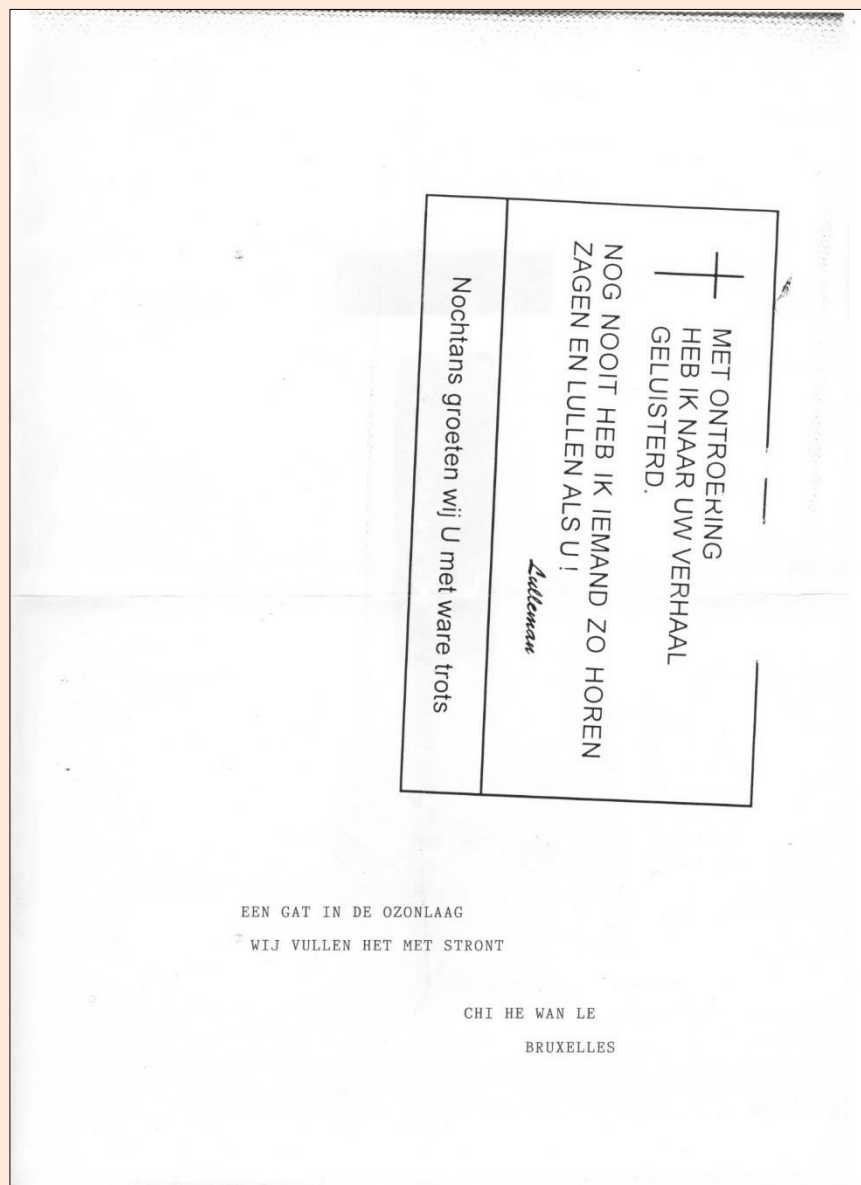 MET ONTROERING
HEB IK NAAR UW VERHAAL
GELUISTERD.
NOG NOOIT HEB IK IEMAND ZO HOREN
ZAGEN EN LULLEN ALS U !
Lulleman
Nochtans groeten wij U met ware trots
EEN GAT IN DE OZONLAAG
WIJ VULLEN HET MET STRONT
CHI HE WAN LE
BRUXELLES